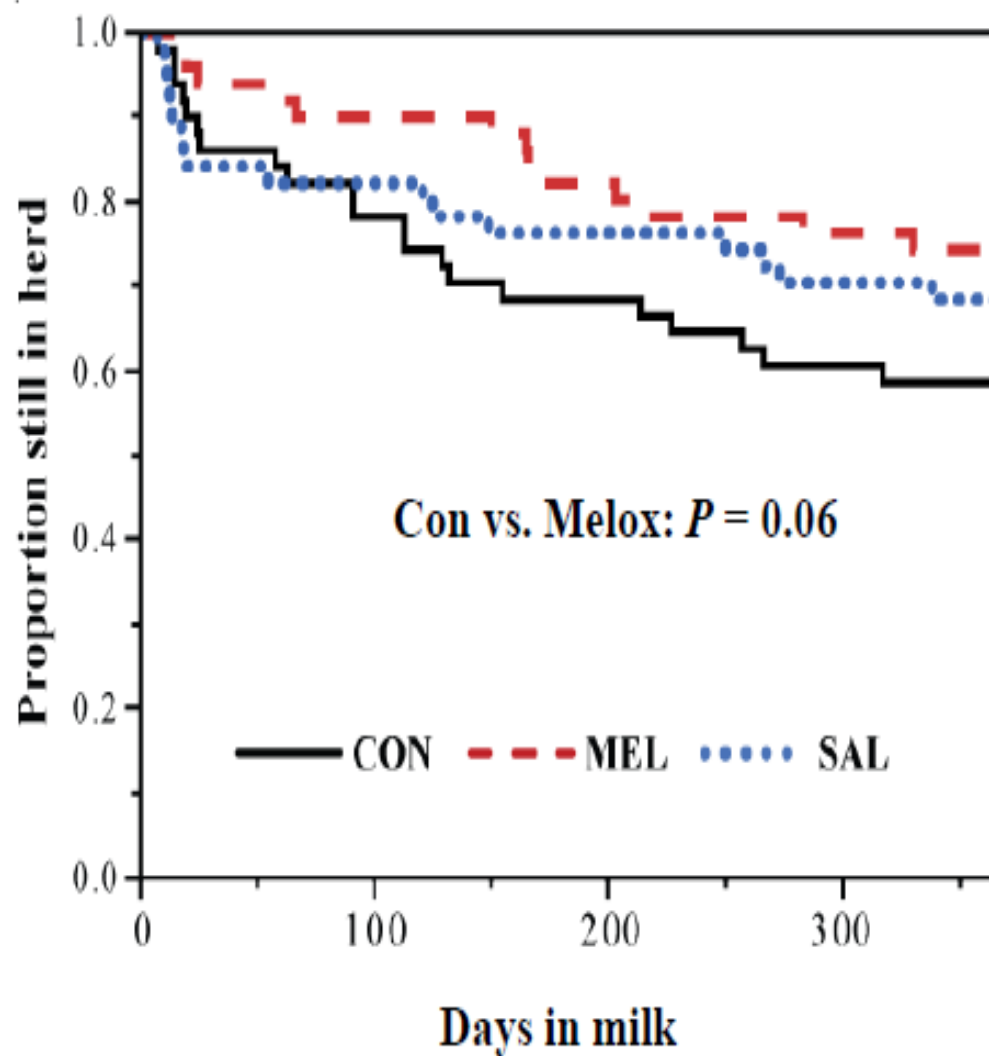 1.0
0.8
0.6
0.4
0.2
0.0
Proportion still in herd
Con vs. Melox: P = 0.06
CON MEL SAL
0 100 200 300
Days in milk